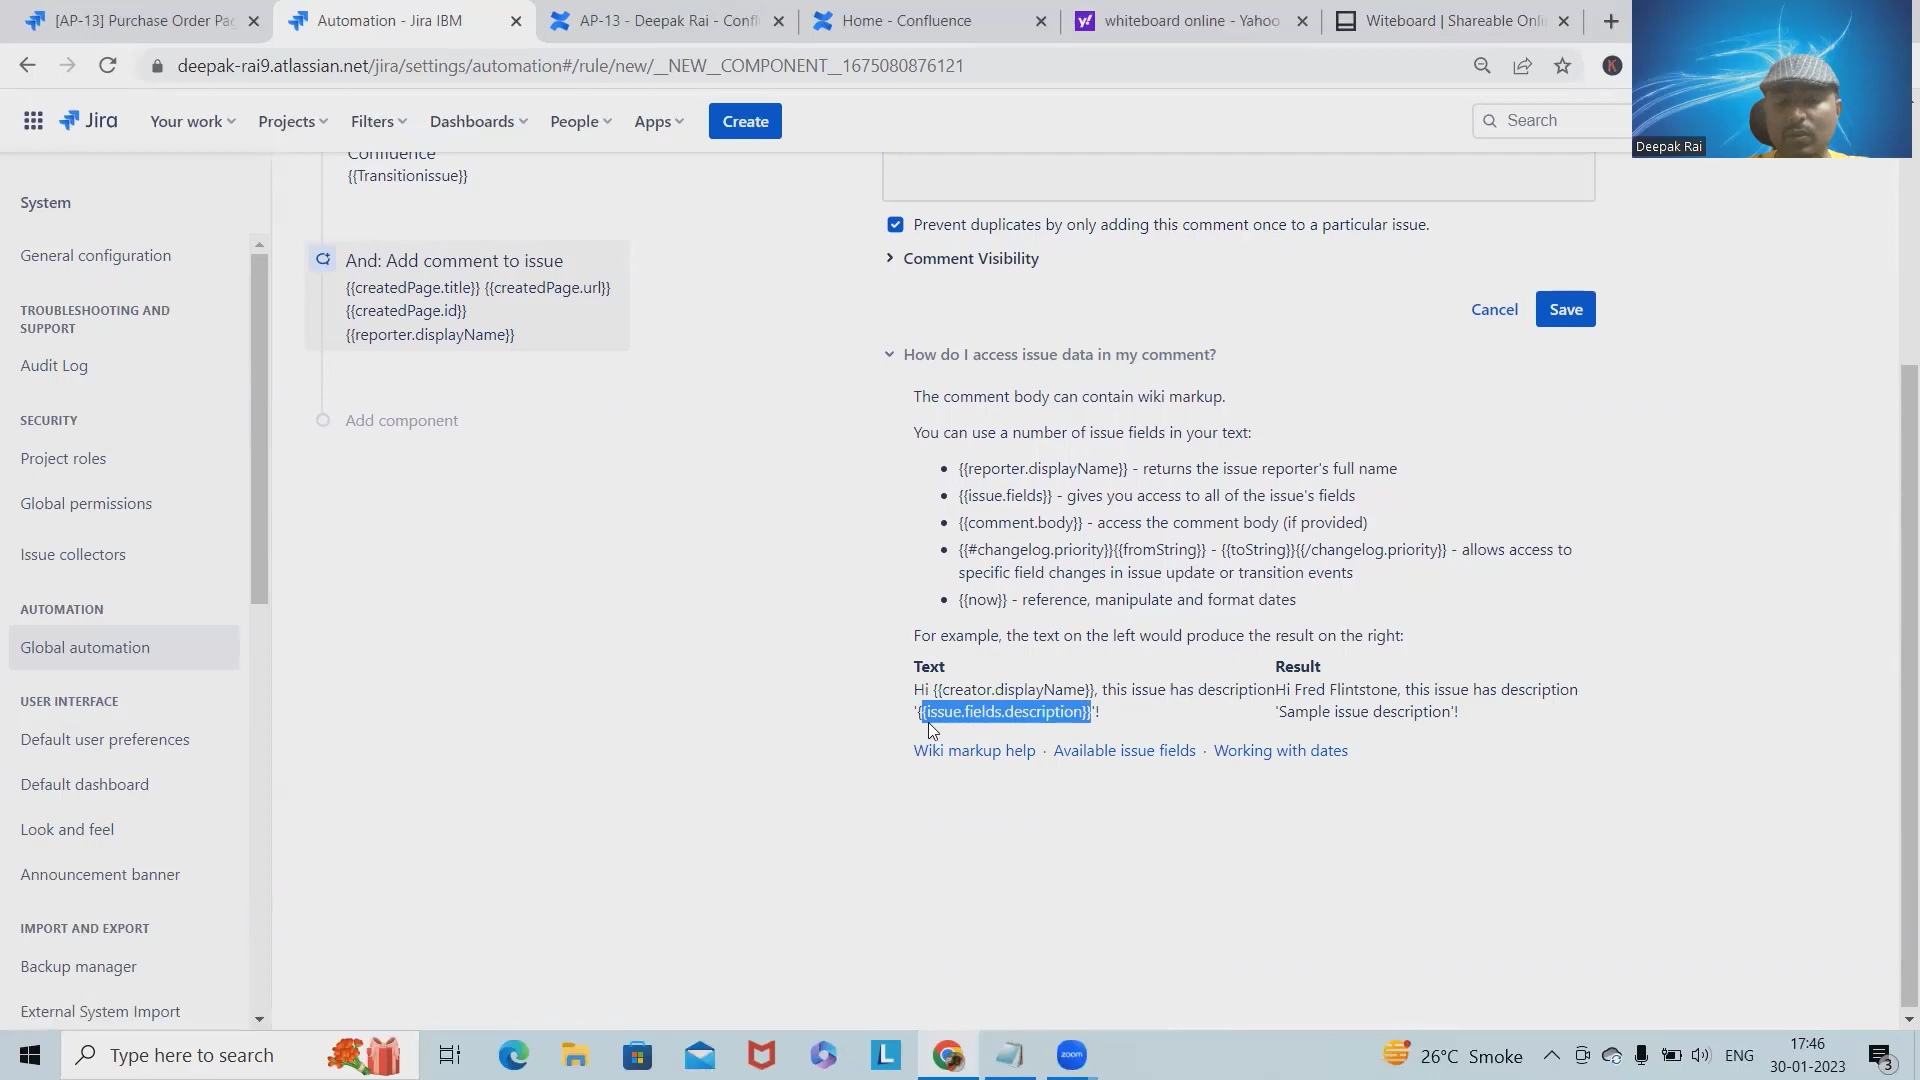 [AP-13] Purchase Order Pag
Automation - Jira IBM
AP-13 - Deepak Rai - Confl
Home - Confluence
whiteboard online - Yahoo
Witeboard | Shareable Onli
deepak-rai9.atlassian.net/jira/settings/automation#/rule/new/__NEW__COMPONENT__1675080876121
K
Deepak Rai
Jira
Your work
Projects
Filters
Dashboards
People
Apps
Create
Search
System
General configuration
TROUBLESHOOTING AND
SUPPORT
Audit Log
SECURITY
Project roles
Global permissions
Issue collectors
AUTOMATION
Global automation
USER INTERFACE
Default user preferences
Default dashboard
Look and feel
Announcement banner
IMPORT AND EXPORT
Backup manager
External System Import
Confluence
{{Transitionissue}}
And: Add comment to issue
{{createdPage.title}} {{createdPage.url}}
{{createdPage.id}}
{{reporter.displayName}}
Add component
Prevent duplicates by only adding this comment once to a particular issue.
Comment Visibility
Cancel
Save
How do I access issue data in my comment?
The comment body can contain wiki markup.
You can use a number of issue fields in your text:
• {{reporter.displayName}} - returns the issue reporter's full name
• {{issue.fields}} - gives you access to all of the issue's fields
• {{comment.body}} - access the comment body (if provided)
• {{#changelog.priority}}{{fromString}} - {{toString}}{{/changelog.priority}} - allows access to
specific field changes in issue update or transition events
• {{now}} - reference, manipulate and format dates
For example, the text on the left would produce the result on the right:
Text
Result
Hi {{creator.displayName}}, this issue has description
'{{issue.fields.description}}'!
Hi Fred Flintstone, this issue has description
'Sample issue description'!
Wiki markup help · Available issue fields · Working with dates
Type here to search
L
zoom
26°C Smoke
ENG
17:46
30-01-2023
3